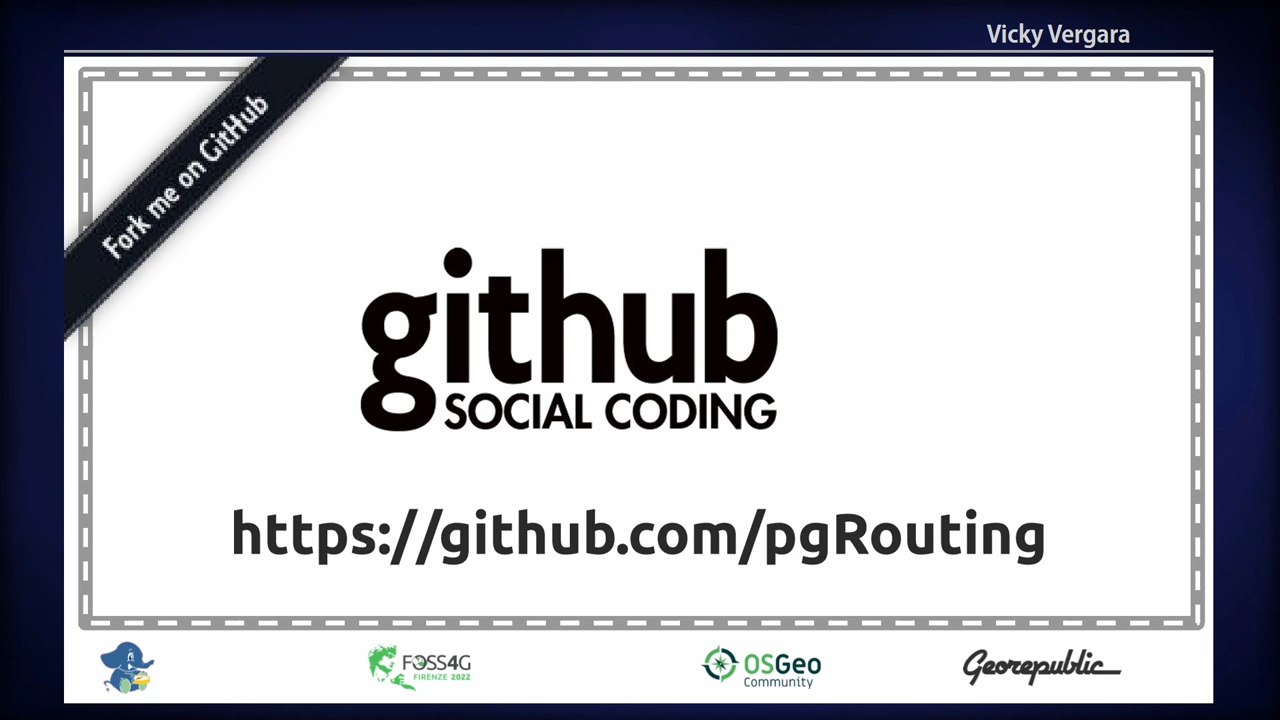 Vicky Vergara
Fork me on GitHub
github
SOCIAL CODING
https://github.com/pgRouting
FOSS4G
FIRENZE 2022
OSGeo
Community
Georepublic